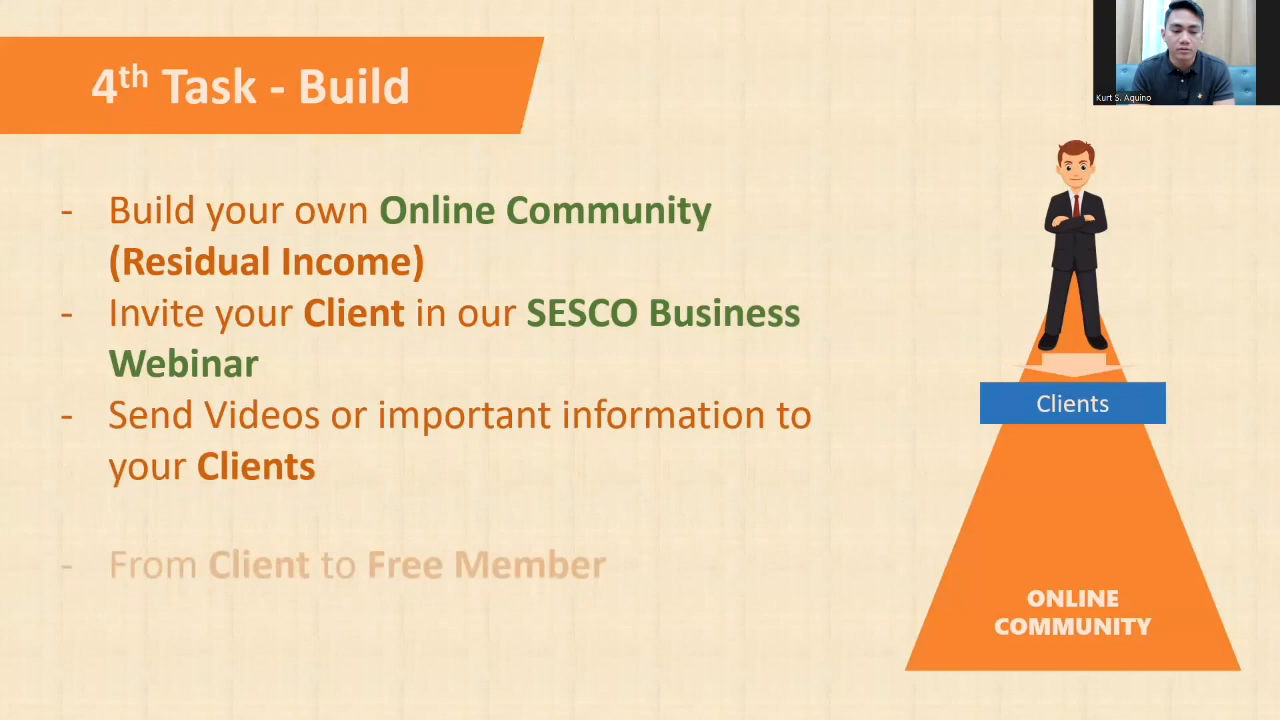 4th Task - Build
Kurt S. Aquino
- Build your own Online Community
(Residual Income)
- Invite your Client in our SESCO Business
Webinar
- Send Videos or important information to
your Clients
- From Client to Free Member
Clients
ONLINE
COMMUNITY